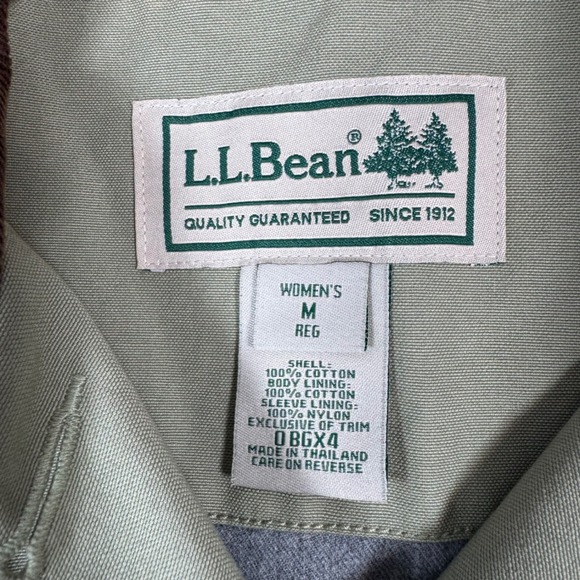 L.L.Bean®
QUALITY GUARANTEED SINCE 1912
WOMEN'S
M
REG
SHELL:
100% COTTON
BODY LINING:
100% COTTON
SLEEVE LINING:
100% NYLON
EXCLUSIVE OF TRIM
0BGX4
MADE IN THAILAND
CARE ON REVERSE